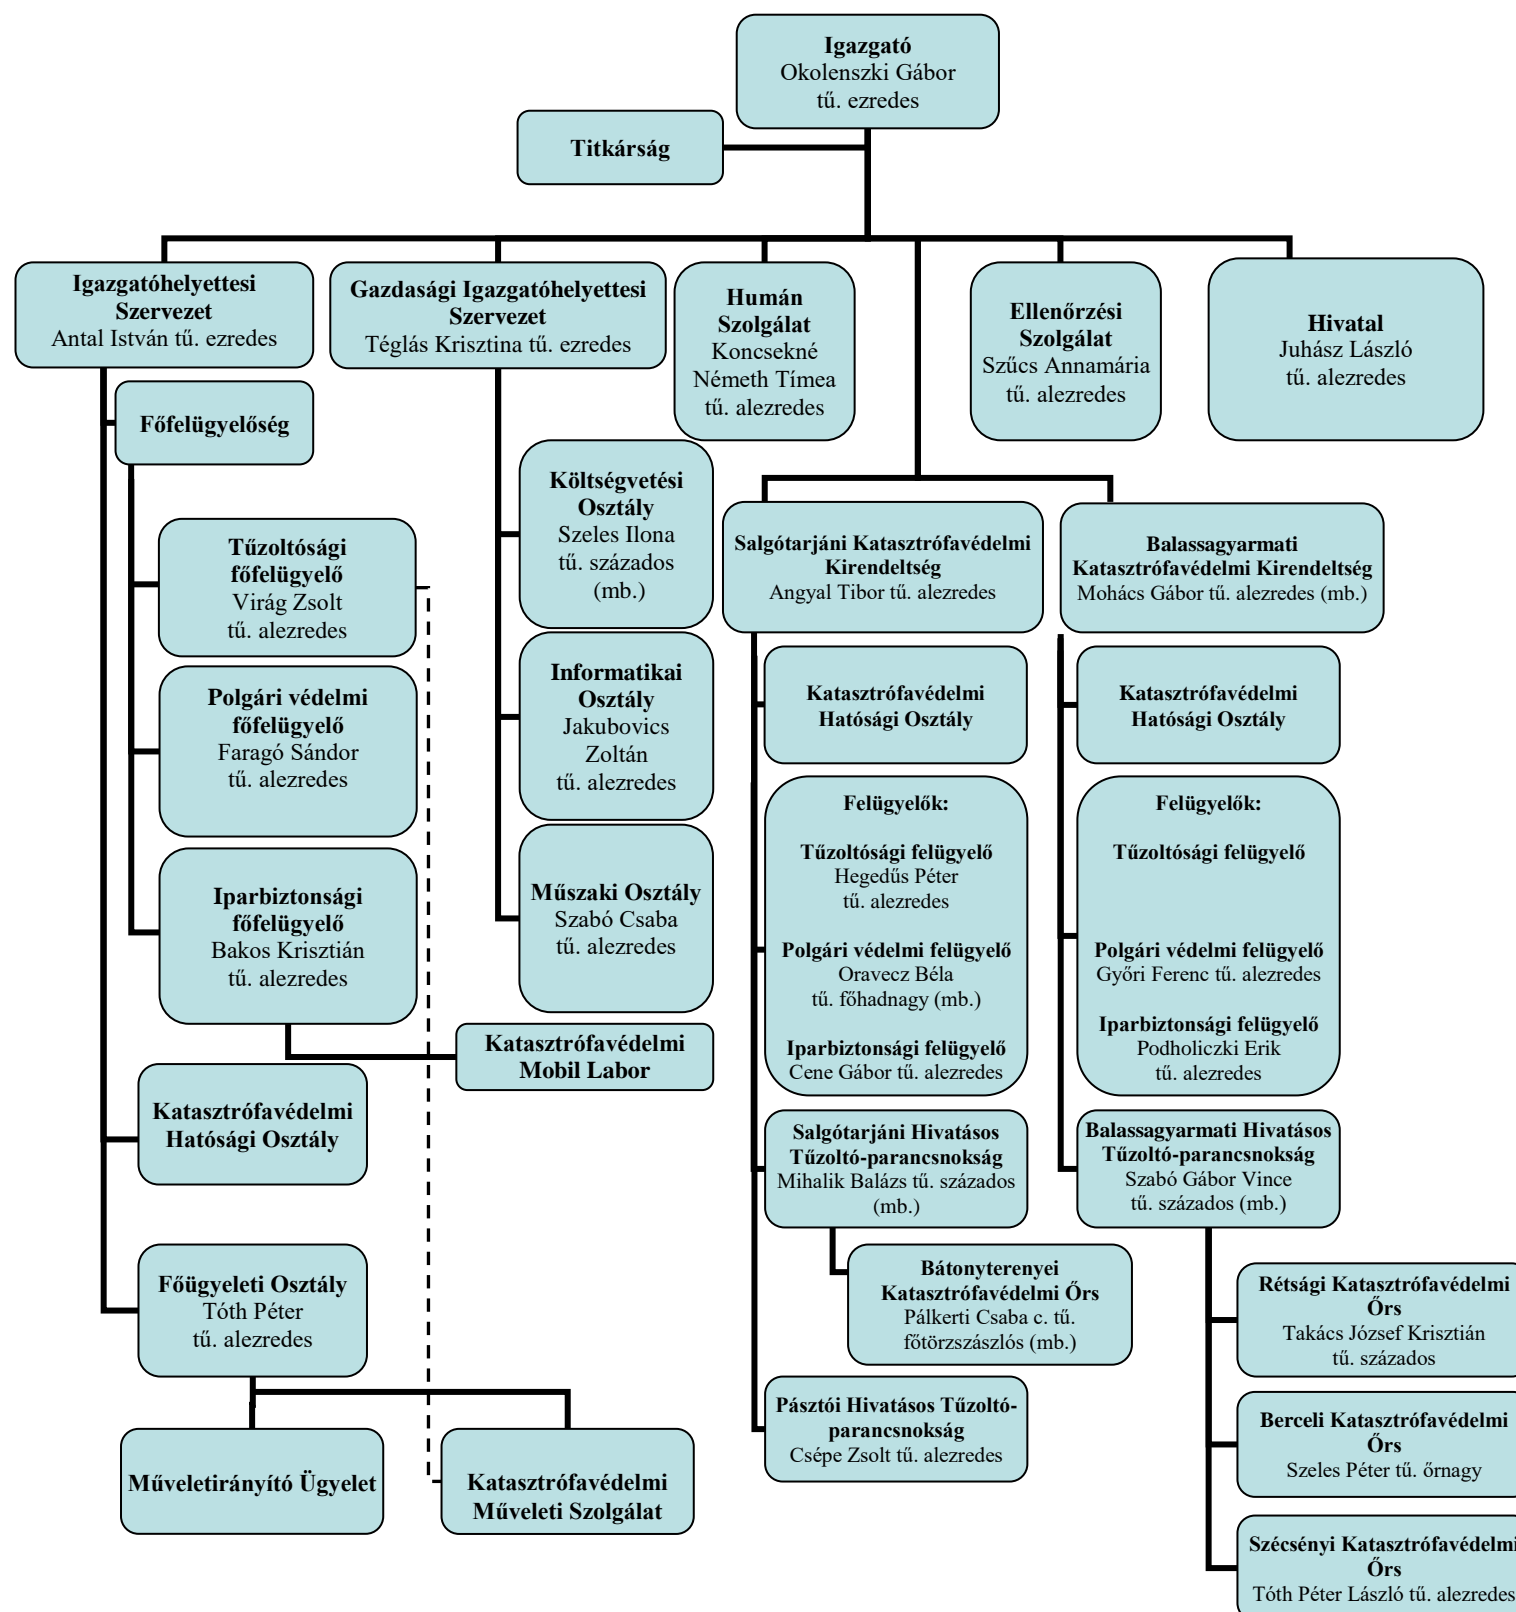 Igazgató
Okolenszki Gábor
tű. ezredes
Titkárság
Igazgatóhelyettesi
Szervezet
Antal István tű. ezredes
Gazdasági Igazgatóhelyettesi
Szervezet
Téglás Krisztina tű. ezredes
Humán
Szolgálat
Koncsekné
Németh Tímea
tű. alezredes
Ellenőrzési
Szolgálat
Szűcs Annamária
tű. alezredes
Hivatal
Juhász László
tű. alezredes
Főfelügyelőség
Tűzoltósági
főfelügyelő
Virág Zsolt
tű. alezredes
Polgári védelmi
főfelügyelő
Faragó Sándor
tű. alezredes
Iparbiztonsági
főfelügyelő
Bakos Krisztián
tű. alezredes
Katasztrófavédelmi
Mobil Labor
Katasztrófavédelmi
Hatósági Osztály
Főügyeleti Osztály
Tóth Péter
tű. alezredes
Műveletirányító Ügyelet
Katasztrófavédelmi
Műveleti Szolgálat
Költségvetési
Osztály
Szeles Ilona
tű. százados
(mb.)
Informatikai
Osztály
Jakubovics
Zoltán
tű. alezredes
Műszaki Osztály
Szabó Csaba
tű. alezredes
Salgótarjáni Katasztrófavédelmi
Kirendeltség
Angyal Tibor tű. alezredes
Katasztrófavédelmi
Hatósági Osztály
Felügyelők:
Tűzoltósági felügyelő
Hegedűs Péter
tű. alezredes
Polgári védelmi felügyelő
Oravecz Béla
tű. főhadnagy (mb.)
Iparbiztonsági felügyelő
Cene Gábor tű. alezredes
Salgótarjáni Hivatásos
Tűzoltó-parancsnokság
Mihalik Balázs tű. százados
(mb.)
Bátonyterenyei
Katasztrófavédelmi Őrs
Pálkerti Csaba c. tű.
főtörzszászlós (mb.)
Pásztói Hivatásos Tűzoltó-
parancsnokság
Csépe Zsolt tű. alezredes
Balassagyarmati
Katasztrófavédelmi Kirendeltség
Mohács Gábor tű. alezredes (mb.)
Katasztrófavédelmi
Hatósági Osztály
Felügyelők:
Tűzoltósági felügyelő
Polgári védelmi felügyelő
Győri Ferenc tű. alezredes
Iparbiztonsági felügyelő
Podholiczki Erik
tű. alezredes
Balassagyarmati Hivatásos
Tűzoltó-parancsnokság
Szabó Gábor Vince
tű. százados (mb.)
Rétsági Katasztrófavédelmi
Őrs
Takács József Krisztián
tű. százados
Berceli Katasztrófavédelmi
Őrs
Szeles Péter tű. őrnagy
Szécsényi Katasztrófavédelmi
Őrs
Tóth Péter László tű. alezredes